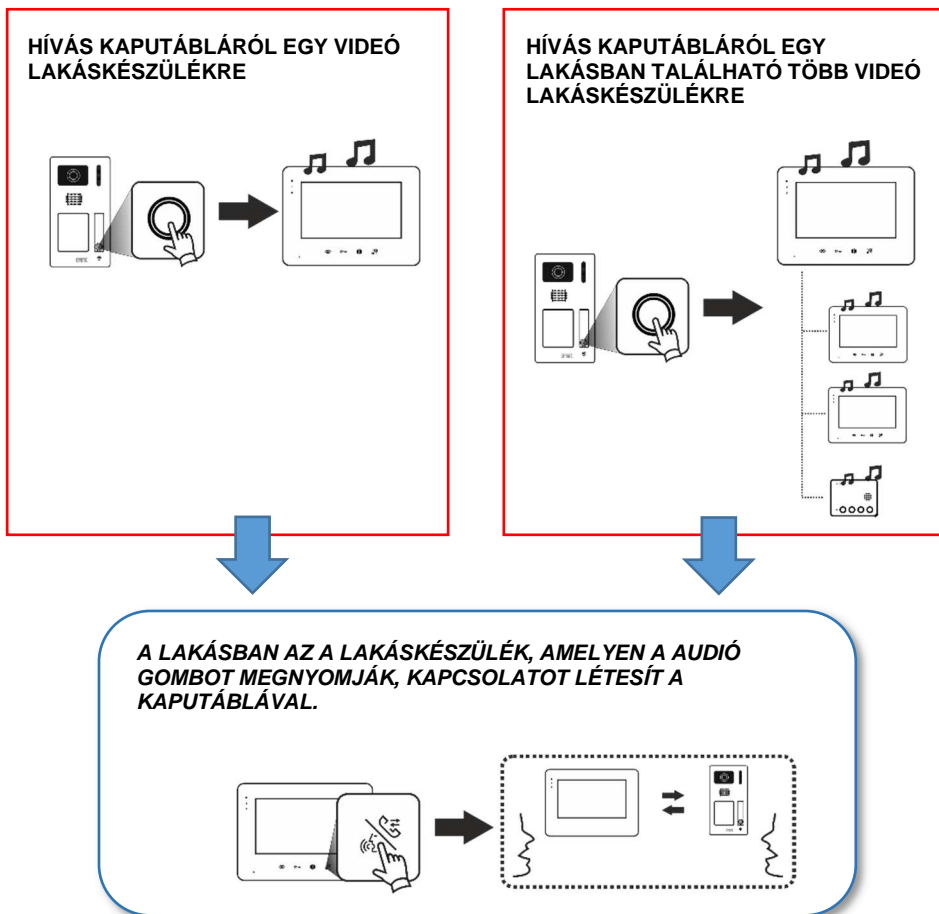 HÍVÁS KAPUTÁBLÁRÓL EGY VIDEÓ
LAKÁSKÉSZÜLÉKRE
HÍVÁS KAPUTÁBLÁRÓL EGY
LAKÁSBAN TALÁLHATÓ TÖBB VIDEÓ
LAKÁSKÉSZÜLÉKRE
A LAKÁSBAN AZ A LAKÁSKÉSZÜLÉK, AMELYEN A AUDIÓ
GOMBOT MEGNYOMJÁK, KAPCSOLATOT LÉTESÍT A
KAPUTÁBLÁVAL.